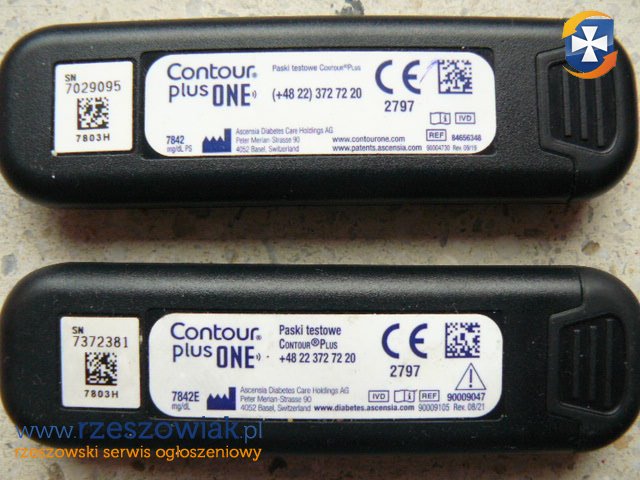 SN
7029095
7803H
Contour®
plus ONE
7842
mg/dL PS
Paski testowe Contour®Plus
(+48 22) 372 72 20
Ascensia Diabetes Care Holdings AG
Peter Merian-Strasse 90
4052 Basel, Switzerland
CE
2797
IVD
www.contourone.com
REF 84656348
www.patents.ascensia.com 90004730 Rev. 09/19
SN
7372381
7803H
Contour®
plus ONE
7842E
mg/dL
Paski testowe
Contour®Plus
+48 22 372 72 20
CE
2797
Ascensia Diabetes Care Holdings AG
Peter Merian-Strasse 90
4052 Basel, Switzerland
IVD REF 90009047
www.diabetes.ascensia.com 90009105 Rev. 08/21
www.rzeszowiak.pl
rzeszowski serwis ogłoszeniowy